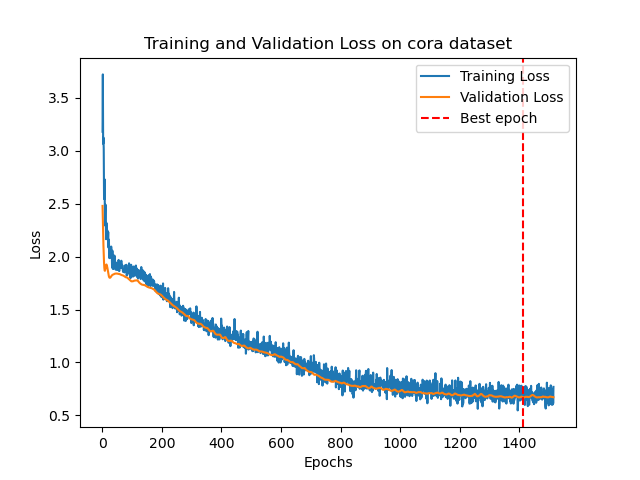 Training and Validation Loss on cora dataset
Training Loss
Validation Loss
Best epoch
Loss
3.5
3.0
2.5
2.0
1.5
1.0
0.5
0 200 400 600 800 1000 1200 1400
Epochs